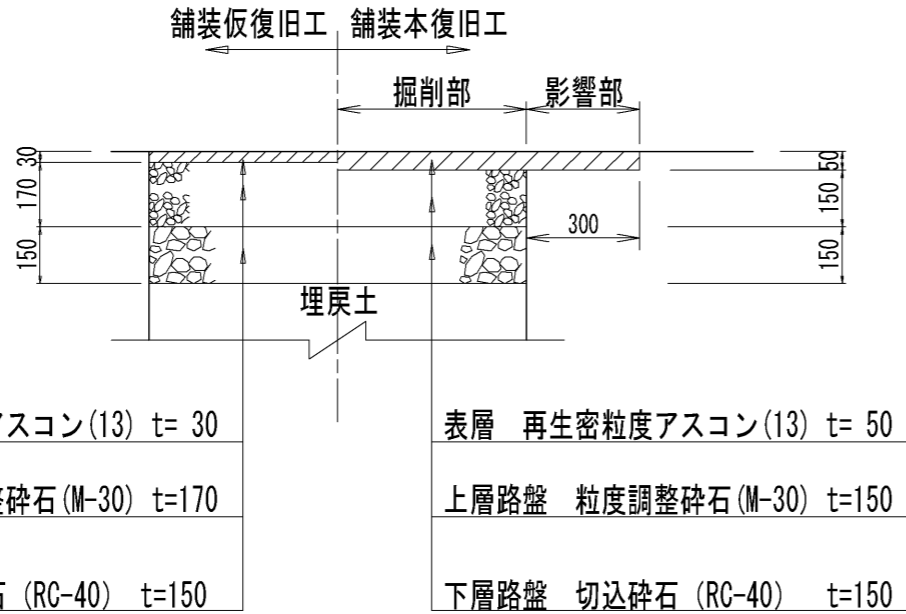 舗装仮復旧工 舗装本復旧工
掘削部 影響部
30
170
150
50
150
150
300
埋戻土
アスコン(13) t= 30
整砕石(M-30) t=170
石 (RC-40) t=150
表層 再生密粒度アスコン(13) t= 50
上層路盤 粒度調整砕石(M-30) t=150
下層路盤 切込砕石 (RC-40) t=150